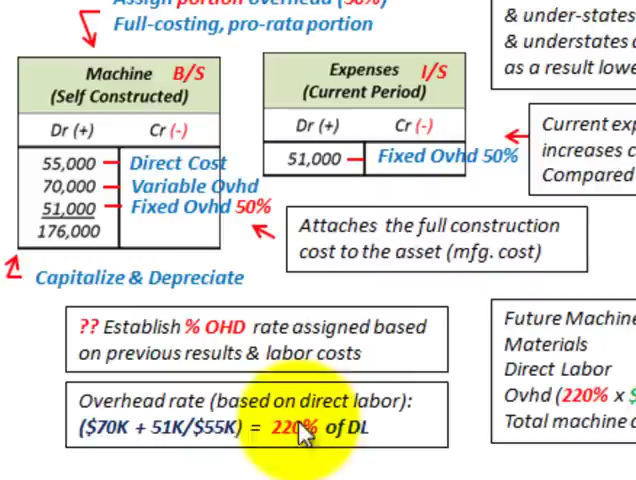 Assign portion overhead (50%)
Full-costing, pro-rata portion
Machine B/S
(Self Constructed)
Dr (+) Cr (-)
55,000 Direct Cost
70,000 Variable Ovhd
51,000 Fixed Ovhd 50%
176,000
Capitalize & Depreciate
Expenses I/S
(Current Period)
Dr (+) Cr (-)
51,000 Fixed Ovhd 50%
& under-states
& understates
as a result lowe
Current exp
increases c
Compared
Attaches the full construction
cost to the asset (mfg. cost)
?? Establish % OHD rate assigned based
on previous results & labor costs
Overhead rate (based on direct labor):
($70K + 51K/$55K) = 220% of DL
Future Machine
Materials
Direct Labor
Ovhd (220% x $
Total machine